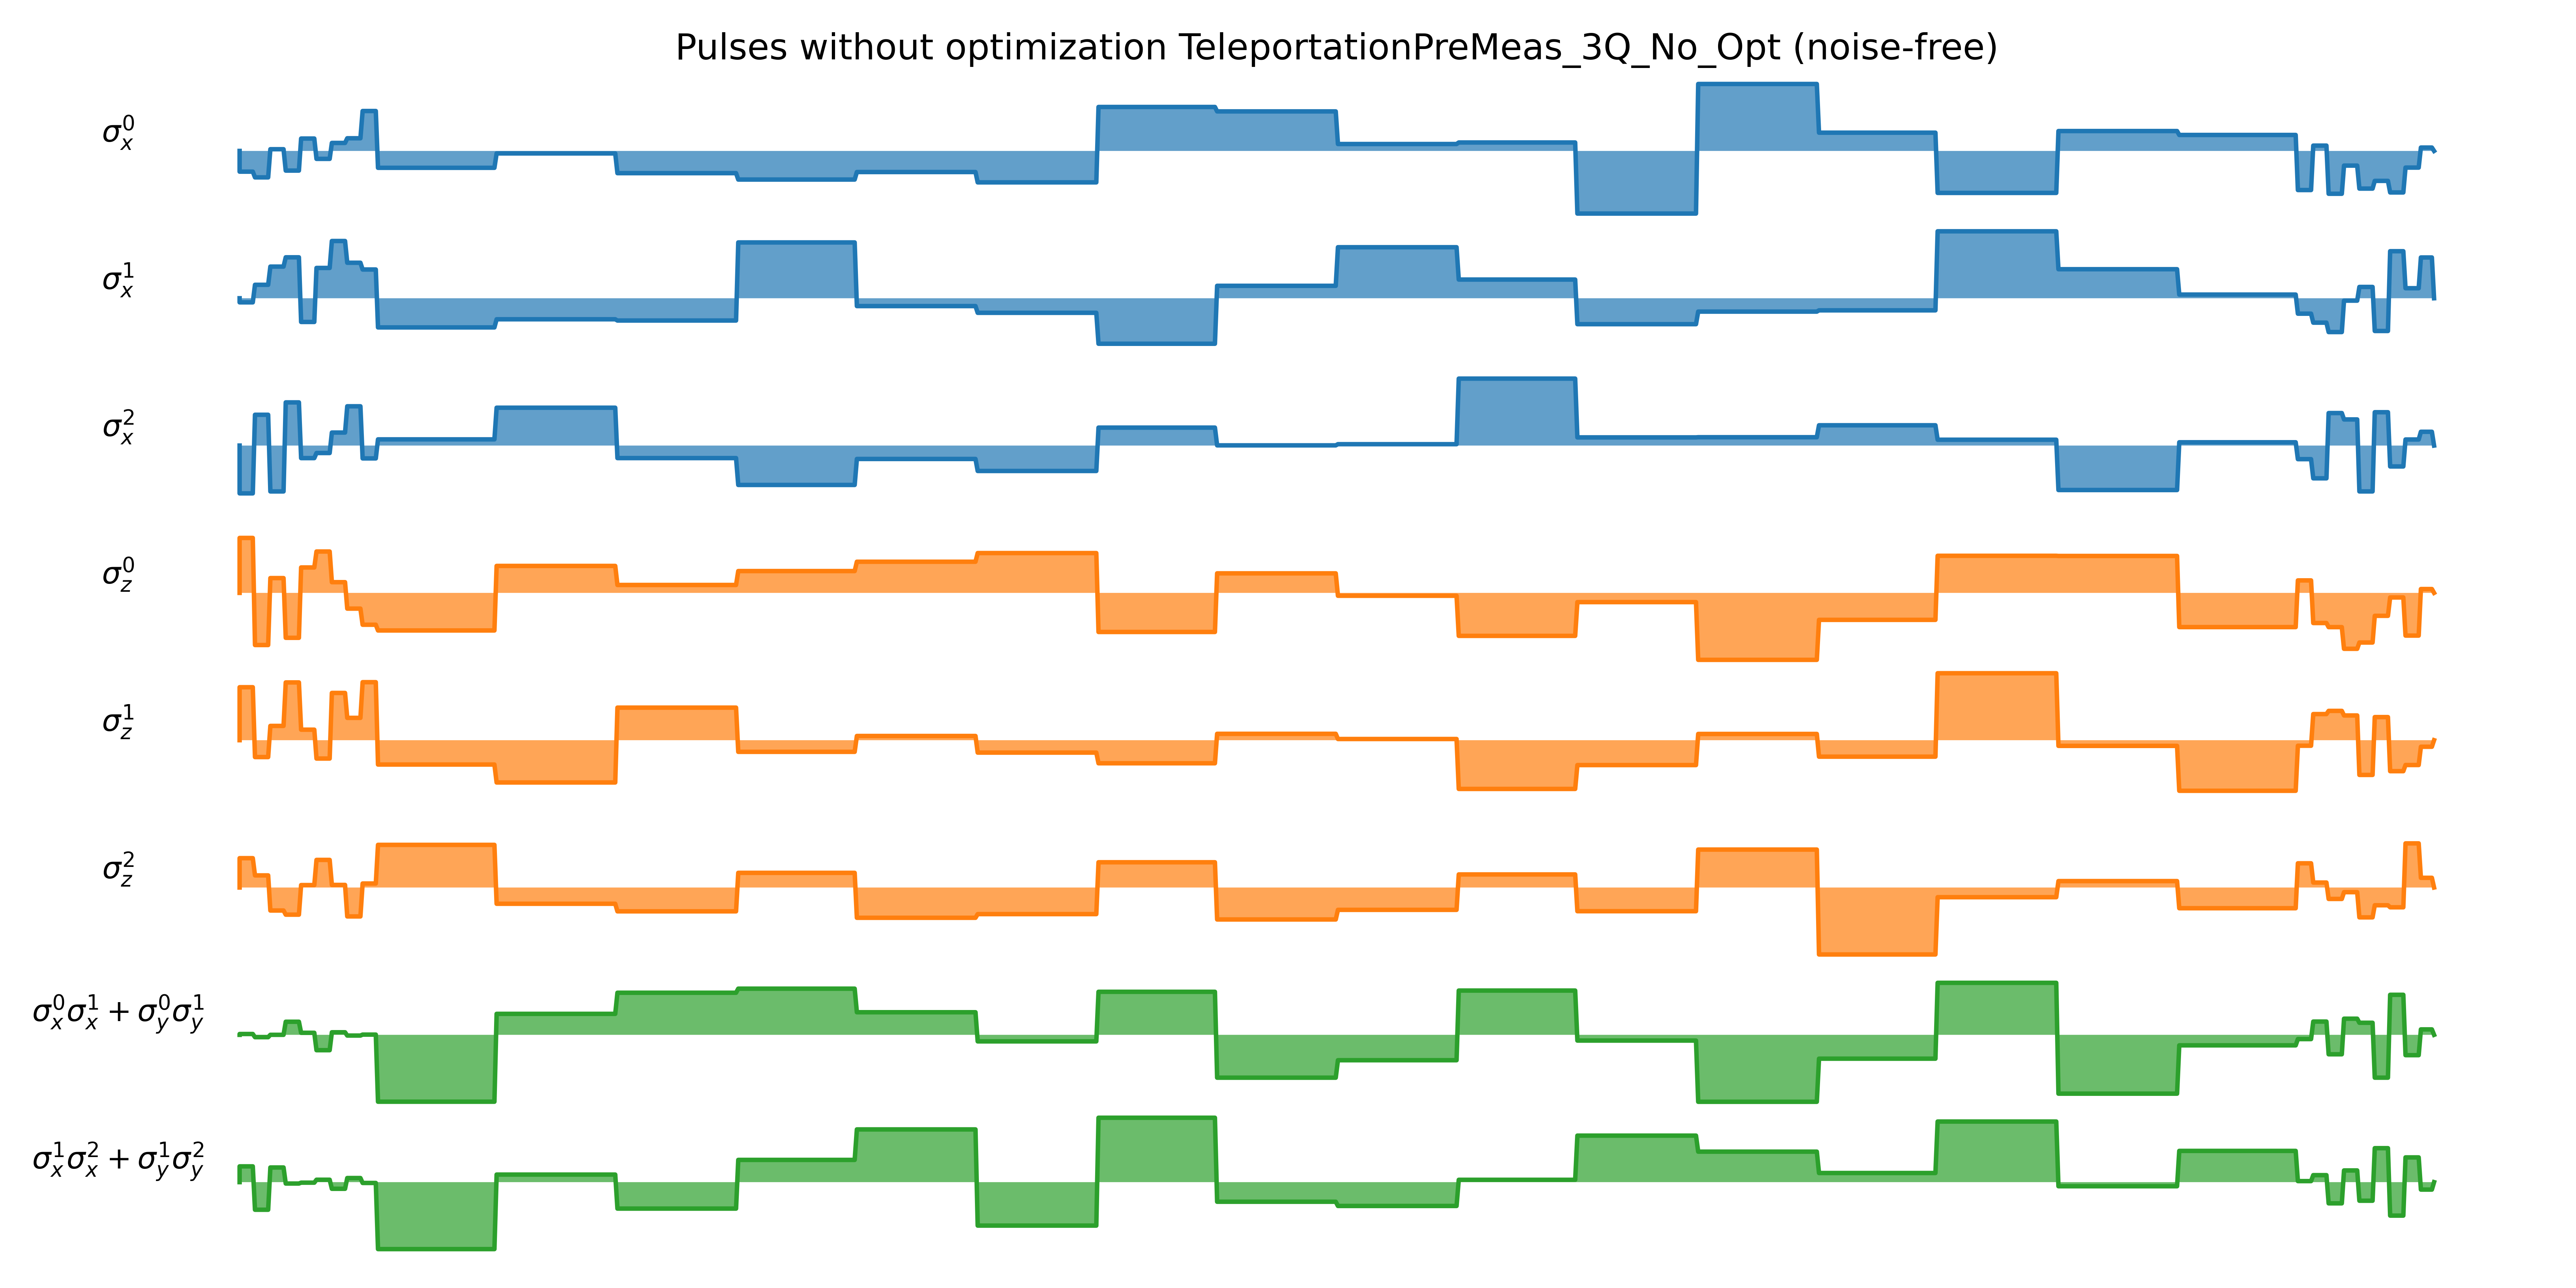 Pulses without optimization TeleportationPreMeas_3Q_No_Opt (noise-free)
σ_x^0
σ_x^1
σ_x^2
σ_z^0
σ_z^1
σ_z^2
σ_x^0σ_x^1 + σ_y^0σ_y^1
σ_x^1σ_x^2 + σ_y^1σ_y^2